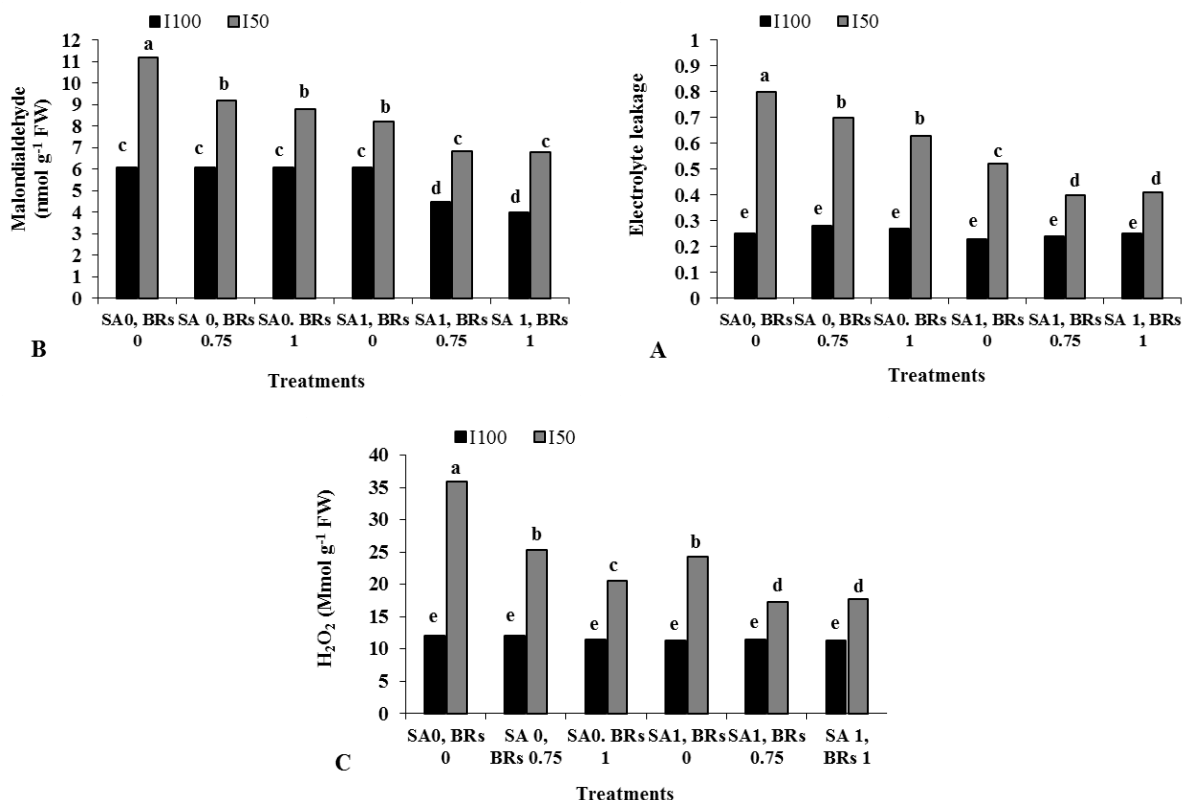 I100 I50
Malondialdehyde
(nmol g-1 FW)
12
11
10
9
8
7
6
5
4
3
2
1
0
a
b
b
b
c
c
c
c
c
c
d
d
SA0, BRs SA 0, BRs SA0. BRs SA1, BRs SA1, BRs SA 1, BRs
0 0.75 1 0 0.75 1
B
Treatments
I100 I50
Electrolyte leakage
1
0.9
0.8
0.7
0.6
0.5
0.4
0.3
0.2
0.1
0
a
b
b
c
d
d
e
e
e
e
e
e
SA0, BRs SA 0, BRs SA0. BRs SA1, BRs SA1, BRs SA 1, BRs
0 0.75 1 0 0.75 1
A
Treatments
I100 I50
H2O2 (Mmol g-1 FW)
40
35
30
25
20
15
10
5
0
a
b
c
b
d
d
e
e
e
e
e
e
SA0, BRs SA 0, SA0. BRs SA1, BRs SA1, BRs SA 1,
0 BRs 0.75 1 0 0.75 BRs 1
C
Treatments